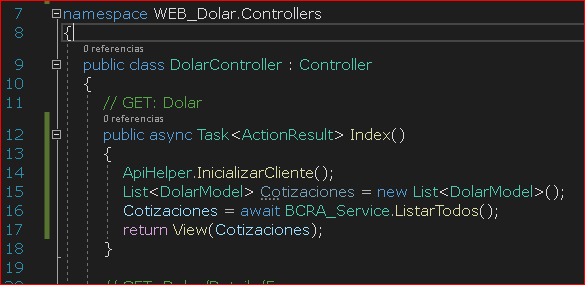 7 namespace WEB_Dolar.Controllers
8 {
0 referencias
9 public class DolarController : Controller
10 {
11 // GET: Dolar
0 referencias
12 public async Task<ActionResult> Index()
13 {
14 ApiHelper.InicializarCliente();
15 List<DolarModel> Cotizaciones = new List<DolarModel>();
16 Cotizaciones = await BCRA_Service.ListarTodos();
17 return View(Cotizaciones);
18 }
19